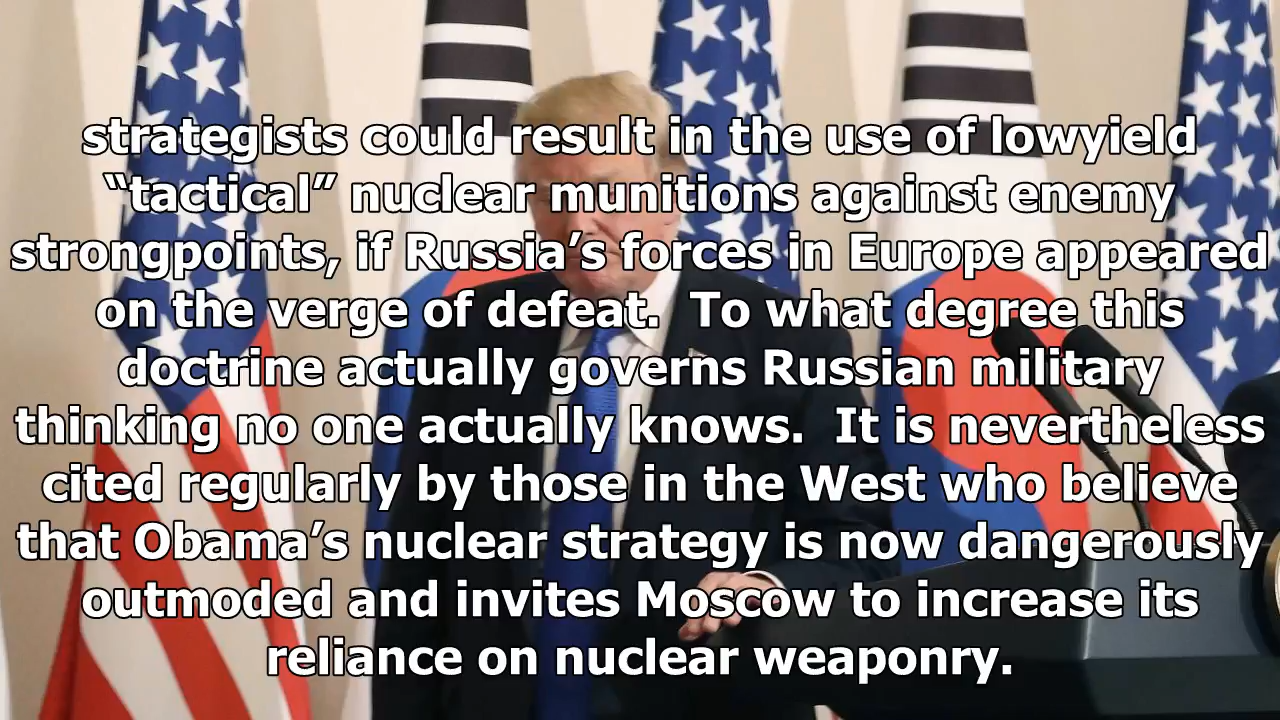 strategists could result in the use of lowyield
“tactical” nuclear munitions against enemy
strongpoints, if Russia’s forces in Europe appeared
on the verge of defeat.  To what degree this
doctrine actually governs Russian military
thinking no one actually knows.  It is nevertheless
cited regularly by those in the West who believe
that Obama’s nuclear strategy is now dangerously
outmoded and invites Moscow to increase its
reliance on nuclear weaponry.